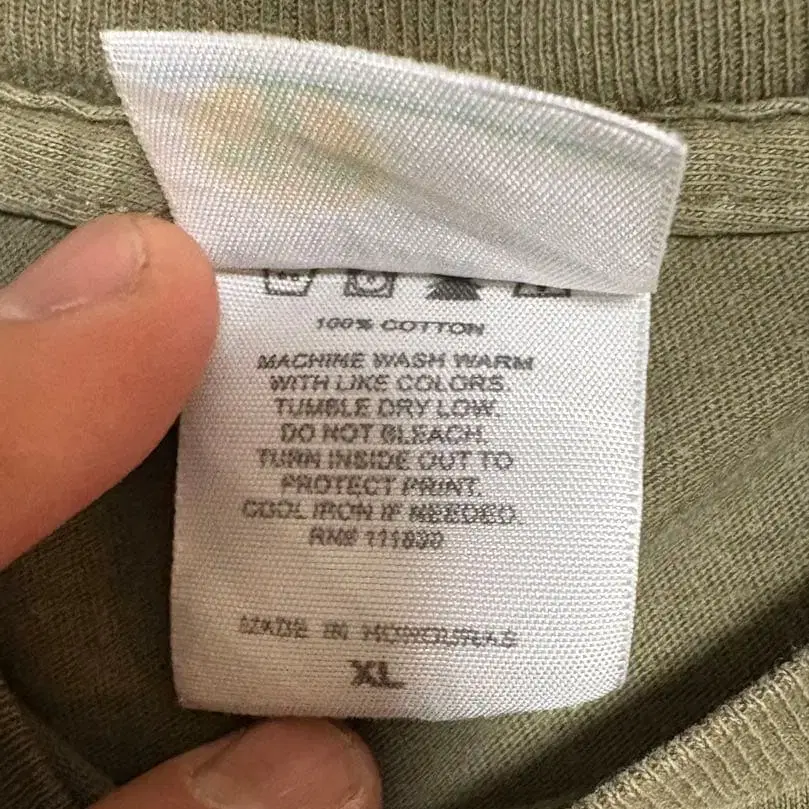 100% COTTON
MACHINE WASH WARM
WITH LIKE COLORS.
TUMBLE DRY LOW.
DO NOT BLEACH.
TURN INSIDE OUT TO
PROTECT PRINT.
COOL IRON IF NEEDED.
RN#
MADE IN HONDURAS
XL